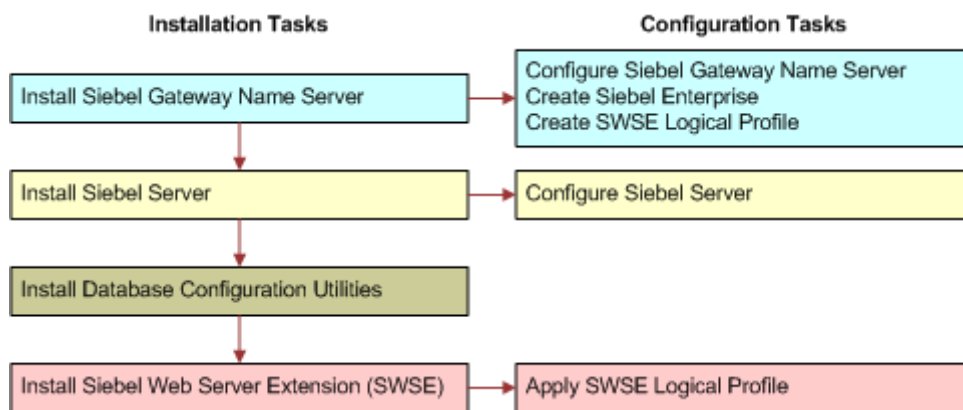 Installation Tasks
Configuration Tasks
Install Siebel Gateway Name Server
Configure Siebel Gateway Name Server
Create Siebel Enterprise
Create SWSE Logical Profile
Install Siebel Server
Configure Siebel Server
Install Database Configuration Utilities
Install Siebel Web Server Extension (SWSE)
Apply SWSE Logical Profile